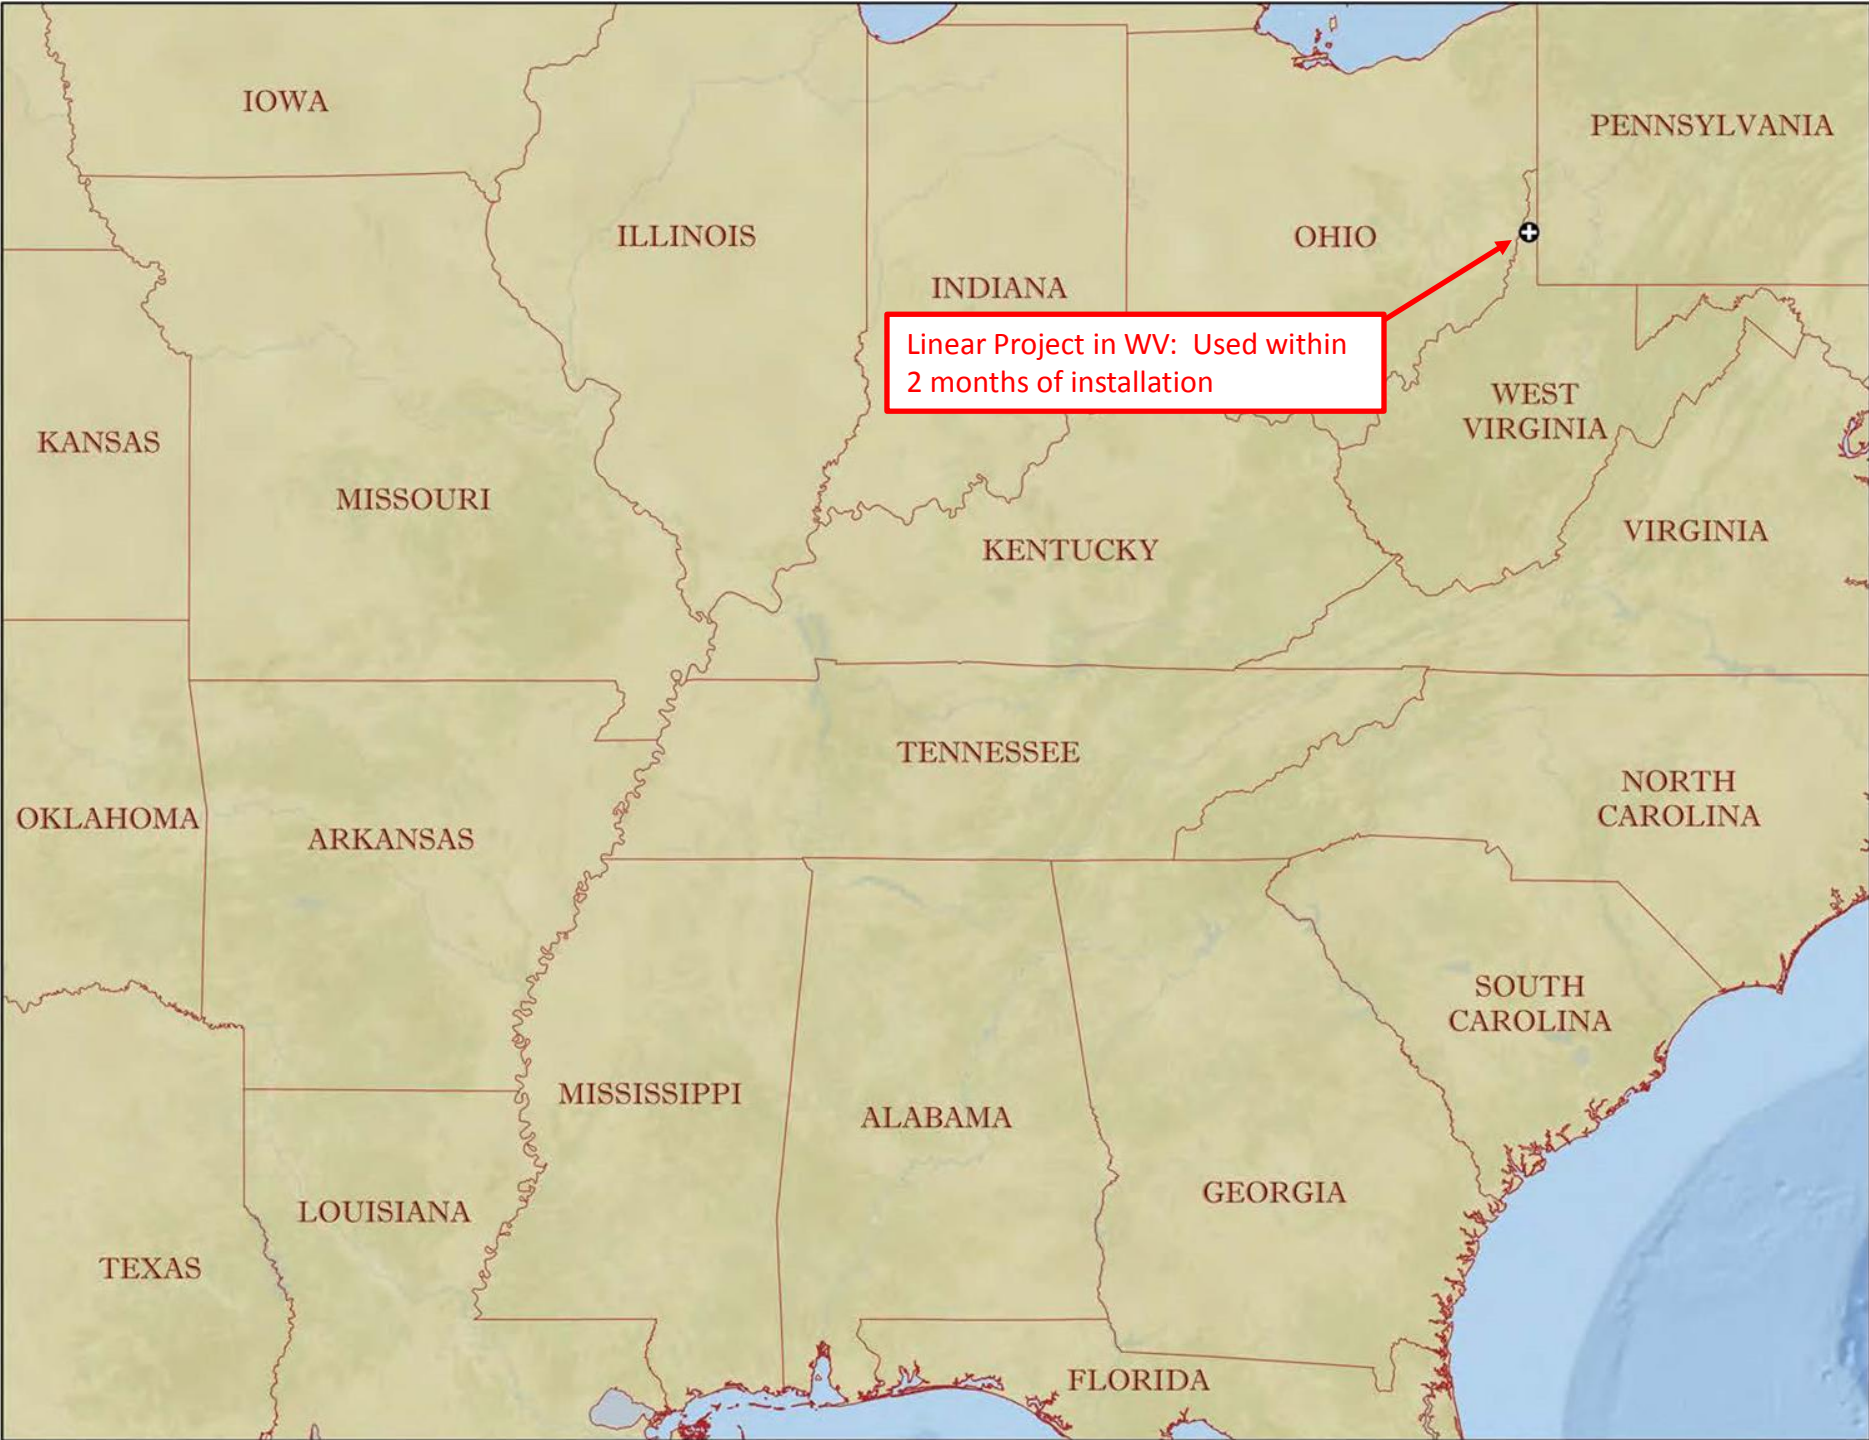 IOWA
PENNSYLVANIA
ILLINOIS
OHIO
INDIANA
Linear Project in WV:  Used within
2 months of installation
WEST
VIRGINIA
KANSAS
MISSOURI
VIRGINIA
KENTUCKY
TENNESSEE
NORTH
CAROLINA
OKLAHOMA
ARKANSAS
SOUTH
CAROLINA
MISSISSIPPI
ALABAMA
GEORGIA
LOUISIANA
TEXAS
FLORIDA